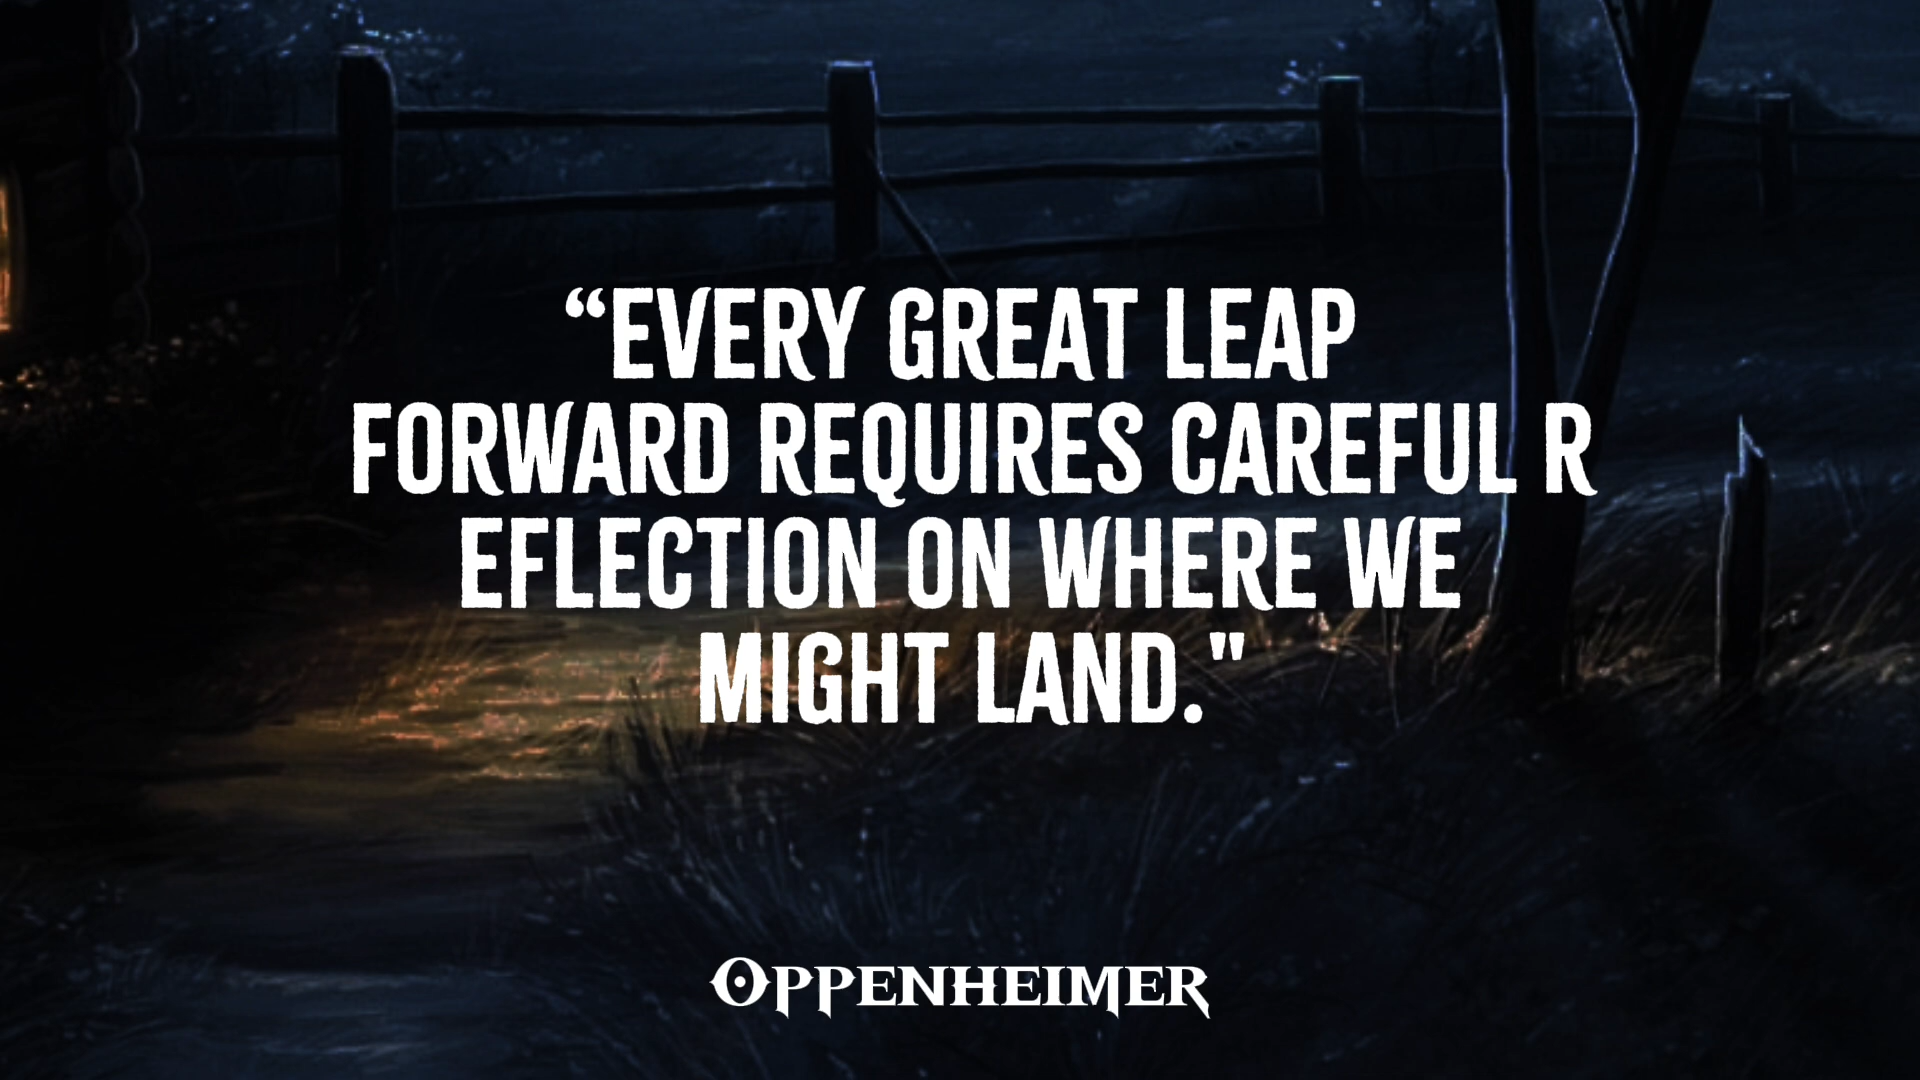 “EVERY GREAT LEAP
FORWARD REQUIRES CAREFUL R
EFLECTION ON WHERE WE
MIGHT LAND."
OPPENHEIMER